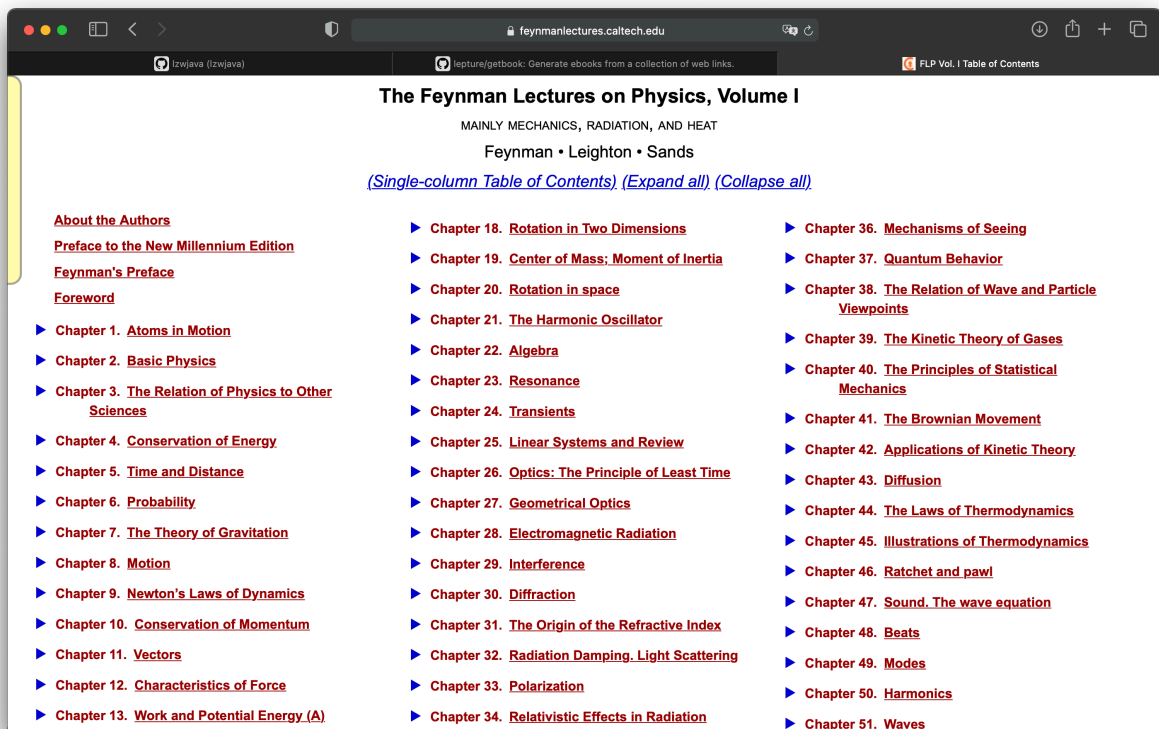 feynmanlectures.caltech.edu
lzwjava (lzwjava)
lepture/getbook: Generate ebooks from a collection of web links.
FLP Vol. I Table of Contents
The Feynman Lectures on Physics, Volume I
MAINLY MECHANICS, RADIATION, AND HEAT
Feynman • Leighton • Sands
(Single-column Table of Contents) (Expand all) (Collapse all)
About the Authors
Preface to the New Millennium Edition
Feynman's Preface
Foreword
Chapter 1. Atoms in Motion
Chapter 2. Basic Physics
Chapter 3. The Relation of Physics to Other
Sciences
Chapter 4. Conservation of Energy
Chapter 5. Time and Distance
Chapter 6. Probability
Chapter 7. The Theory of Gravitation
Chapter 8. Motion
Chapter 9. Newton’s Laws of Dynamics
Chapter 10. Conservation of Momentum
Chapter 11. Vectors
Chapter 12. Characteristics of Force
Chapter 13. Work and Potential Energy (A)
Chapter 18. Rotation in Two Dimensions
Chapter 19. Center of Mass; Moment of Inertia
Chapter 20. Rotation in space
Chapter 21. The Harmonic Oscillator
Chapter 22. Algebra
Chapter 23. Resonance
Chapter 24. Transients
Chapter 25. Linear Systems and Review
Chapter 26. Optics: The Principle of Least Time
Chapter 27. Geometrical Optics
Chapter 28. Electromagnetic Radiation
Chapter 29. Interference
Chapter 30. Diffraction
Chapter 31. The Origin of the Refractive Index
Chapter 32. Radiation Damping. Light Scattering
Chapter 33. Polarization
Chapter 34. Relativistic Effects in Radiation
Chapter 36. Mechanisms of Seeing
Chapter 37. Quantum Behavior
Chapter 38. The Relation of Wave and Particle
Viewpoints
Chapter 39. The Kinetic Theory of Gases
Chapter 40. The Principles of Statistical
Mechanics
Chapter 41. The Brownian Movement
Chapter 42. Applications of Kinetic Theory
Chapter 43. Diffusion
Chapter 44. The Laws of Thermodynamics
Chapter 45. Illustrations of Thermodynamics
Chapter 46. Ratchet and pawl
Chapter 47. Sound. The wave equation
Chapter 48. Beats
Chapter 49. Modes
Chapter 50. Harmonics
Chapter 51. Waves